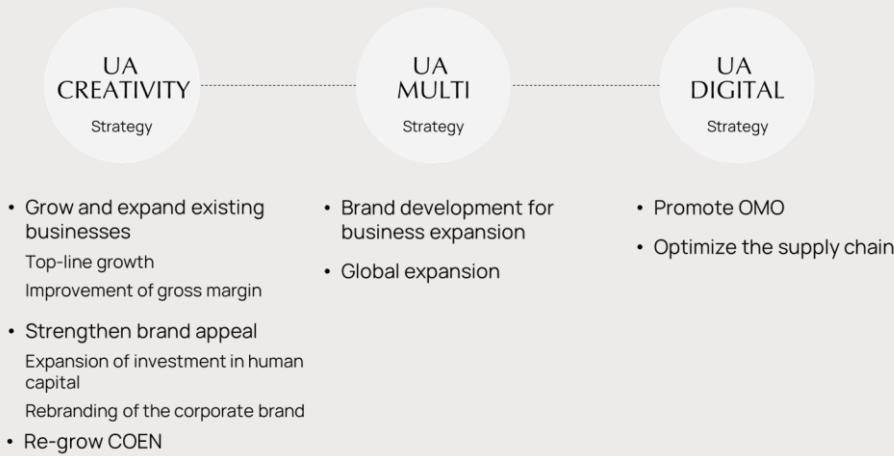 UA
CREATIVITY
Strategy
UA
MULTI
Strategy
UA
DIGITAL
Strategy
• Grow and expand existing
businesses
Top-line growth
Improvement of gross margin
• Strengthen brand appeal
Expansion of investment in human
capital
Rebranding of the corporate brand
• Re-grow COEN
• Brand development for
business expansion
• Global expansion
• Promote OMO
• Optimize the supply chain